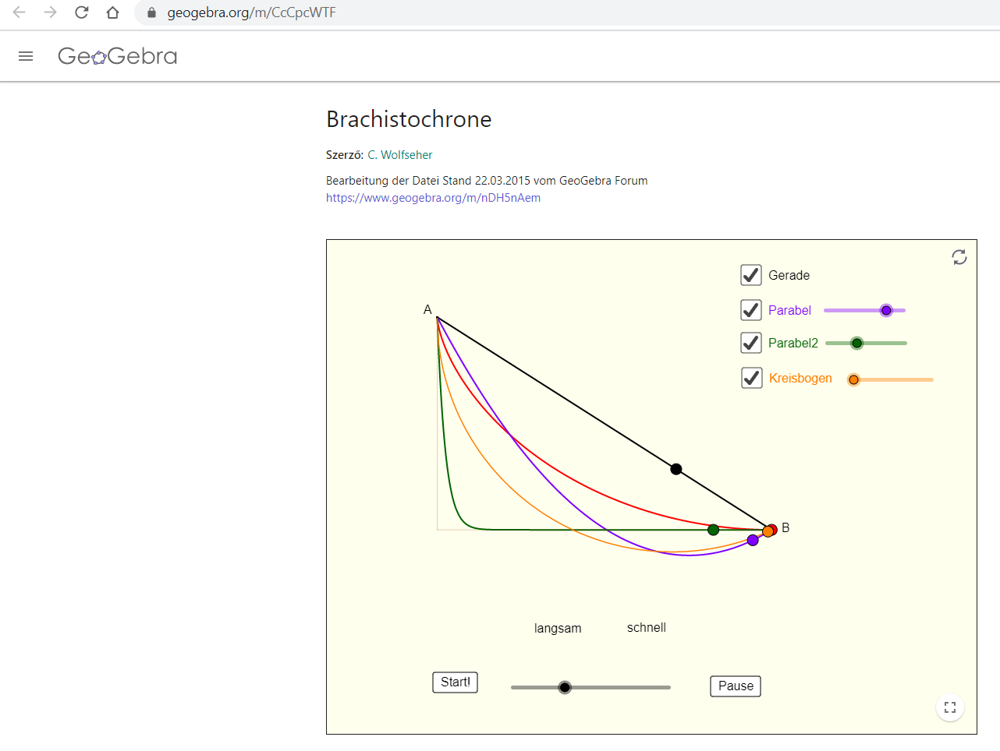 geogebra.org/m/CcCpcWTF
GeoGebra
Brachistochrone
Szerző: C. Wolfseher
Bearbeitung der Datei Stand 22.03.2015 vom GeoGebra Forum
https://www.geogebra.org/m/nDH5nAem
Gerade
Parabel
Parabel2
Kreisbogen
A
B
langsam schnell
Start! Pause